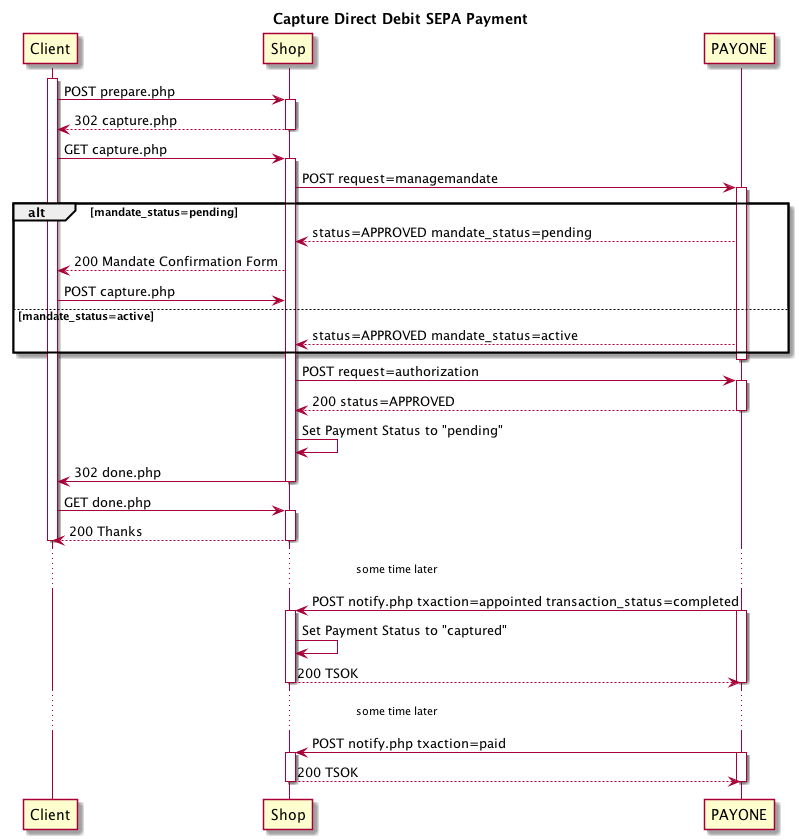 Capture Direct Debit SEPA Payment
Client Shop PAYONE
POST prepare.php
302 capture.php
GET capture.php
POST request=managemandate
alt [mandate_status=pending]
status=APPROVED mandate_status=pending
200 Mandate Confirmation Form
POST capture.php
[mandate_status=active]
status=APPROVED mandate_status=active
POST request=authorization
200 status=APPROVED
Set Payment Status to "pending"
302 done.php
GET done.php
200 Thanks
some time later
POST notify.php txaction=appointed transaction_status=completed
Set Payment Status to "captured"
200 TSOK
some time later
POST notify.php txaction=paid
200 TSOK
Client Shop PAYONE